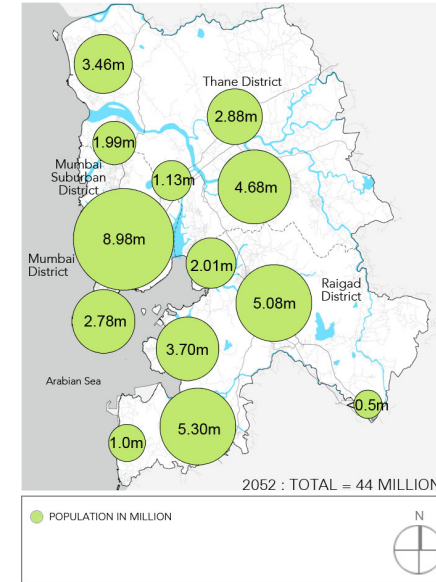 3.46m
Thane District
2.88m
1.99m
Mumbai
Suburban
District
1.13m
4.68m
8.98m
Mumbai
District
2.01m
5.08m
Raigad
District
2.78m
3.70m
Arabian Sea
<0.5m
5.30m
1.0m
2052 : TOTAL = 44 MILLION
POPULATION IN MILLION
N